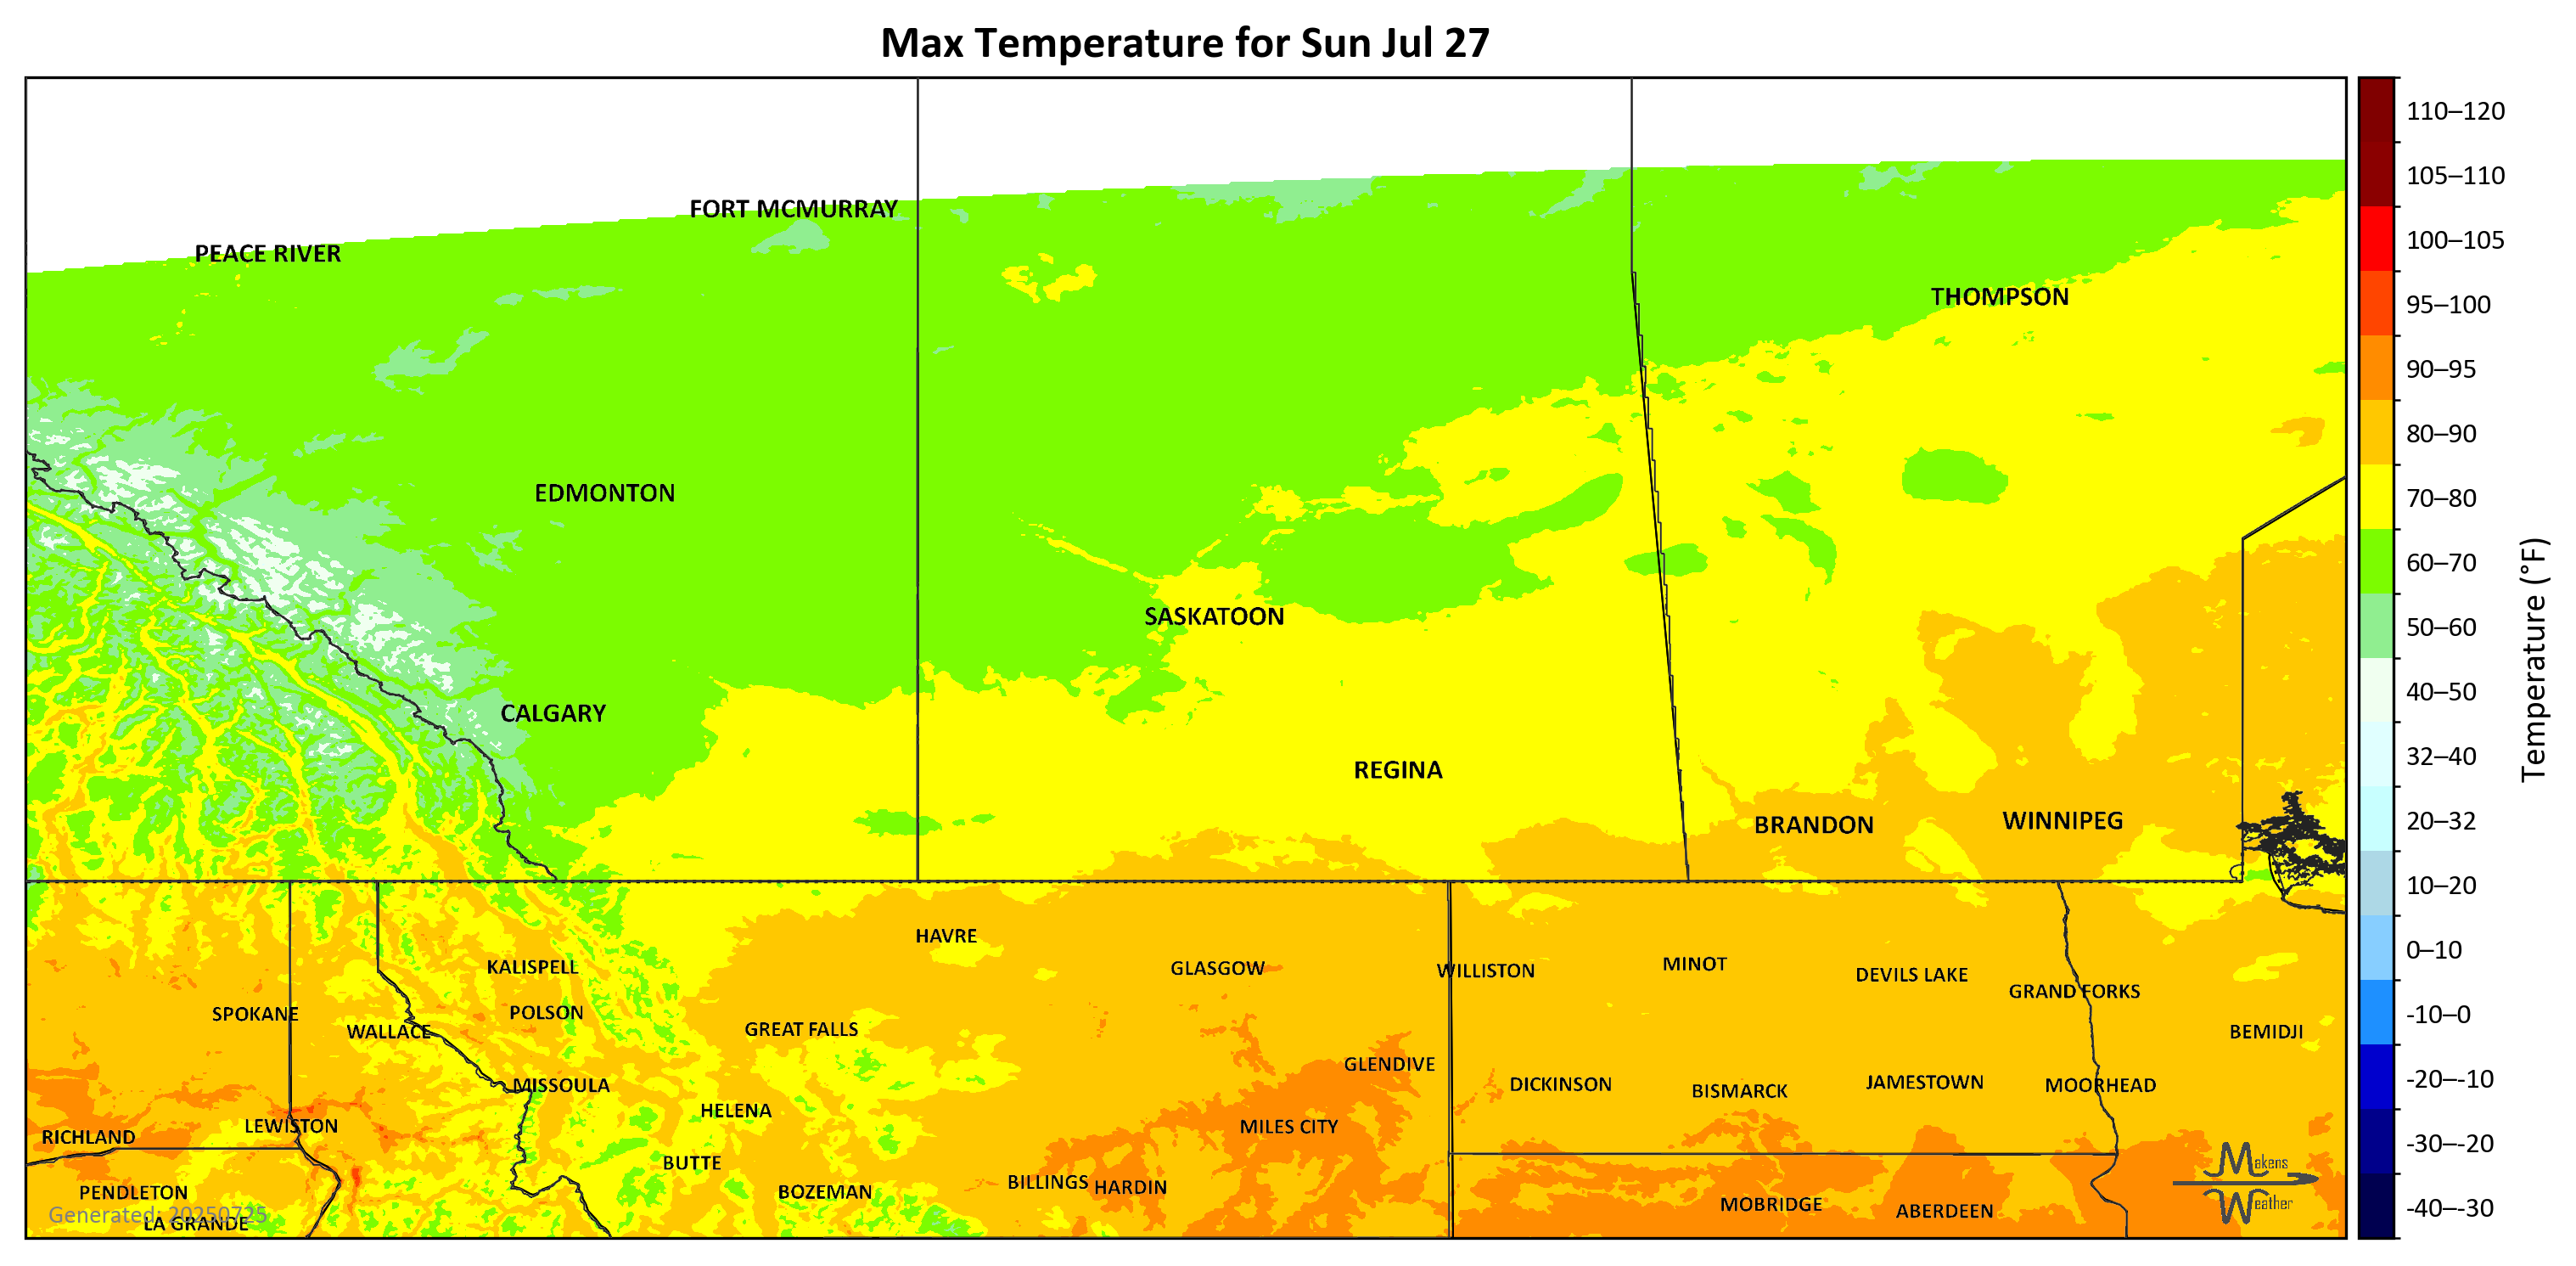 Max Temperature for Sun Jul 27
FORT MCMURRAY
PEACE RIVER
THOMPSON
EDMONTON
SASKATOON
CALGARY
REGINA
BRANDON
WINNIPEG
HAVRE
KALISPELL
GLASGOW
WILLISTON
MINOT
DEVILS LAKE
GRAND FORKS
SPOKANE
POLSON
WALLACE
GREAT FALLS
BEMIDJI
GLENDIVE
MISSOULA
DICKINSON
BISMARCK
JAMESTOWN
MOORHEAD
HELENA
LEWISTON
MILES CITY
RICHLAND
BUTTE
BILLINGS
HARDIN
PENDLETON
BOZEMAN
MOBRIDGE
ABERDEEN
LA GRANDE
Generated: 20250725
Makens
Weather
110–120
105–110
100–105
95–100
90–95
80–90
70–80
60–70
50–60
40–50
32–40
20–32
10–20
0–10
-10–0
-20–-10
-30–-20
-40–-30
Temperature (°F)